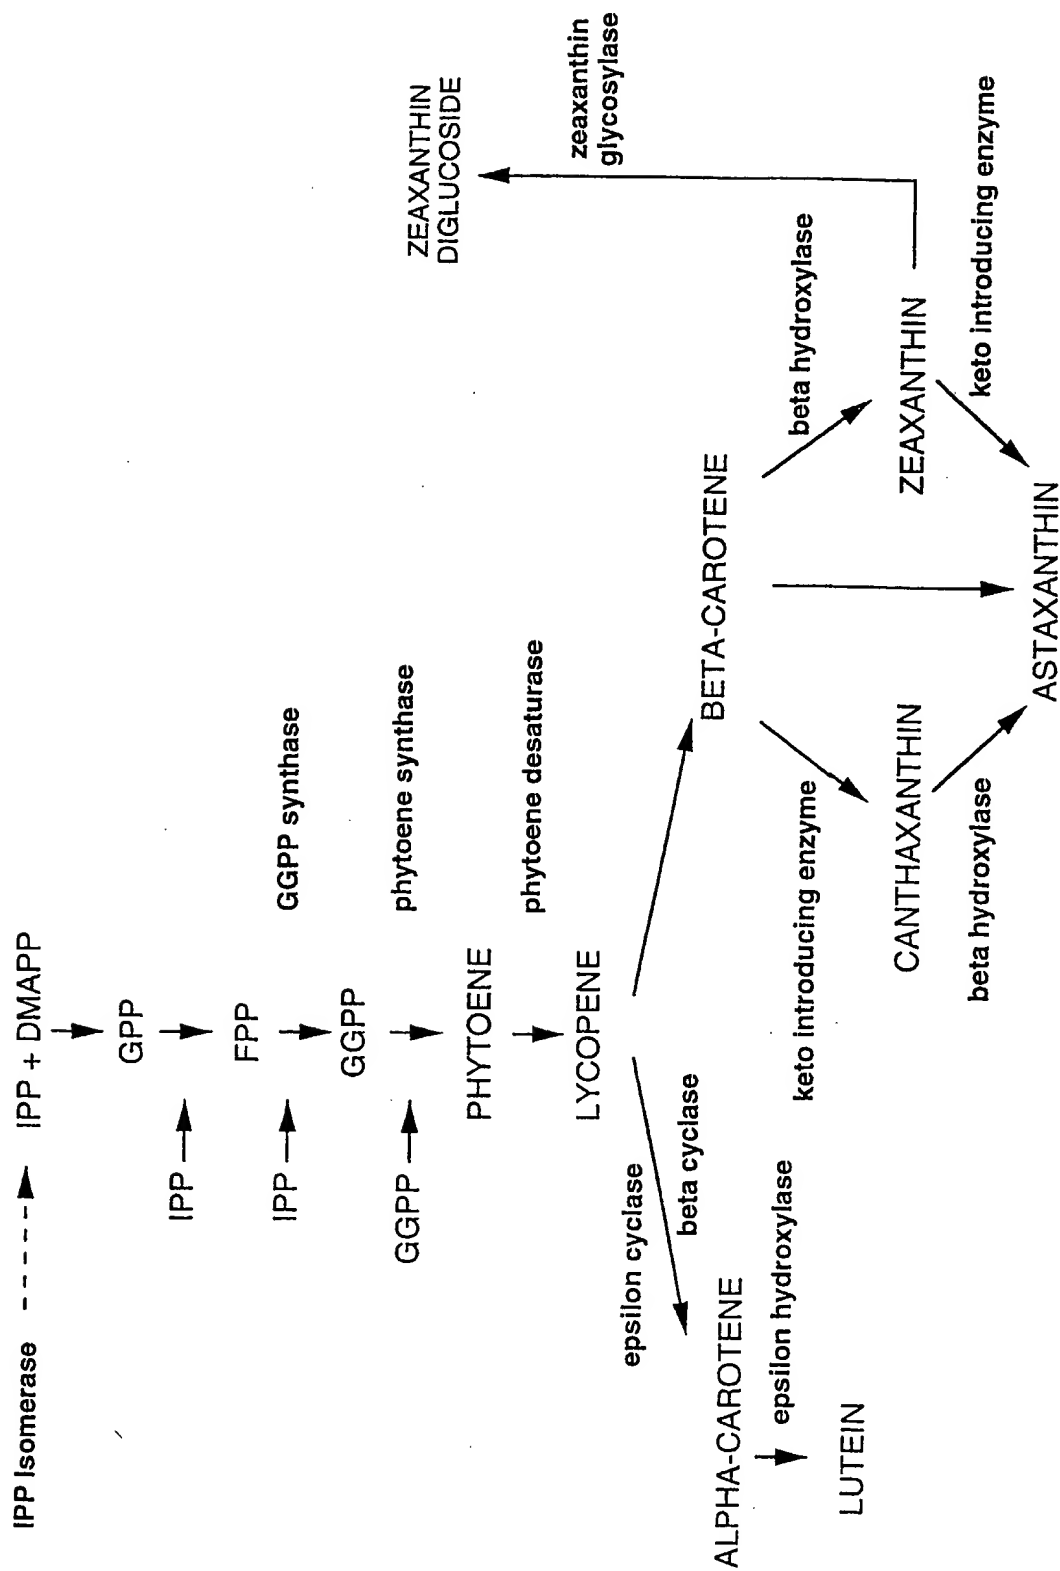 IPP Isomerase
IPP + DMAPP
GPP
IPP
FPP
IPP
GGPP synthase
GGPP
GGPP
phytoene synthase
PHYTOENE
phytoene desaturase
LYCOPENE
epsilon cyclase
beta cyclase
ALPHA-CAROTENE
epsilon hydroxylase
LUTEIN
BETA-CAROTENE
keto introducing enzyme
beta hydroxylase
CANTHAXANTHIN
ZEAXANTHIN
beta hydroxylase
keto introducing enzyme
ASTAXANTHIN
ZEAXANTHIN
DIGLUCOSIDE
zeaxanthin
glycosylase